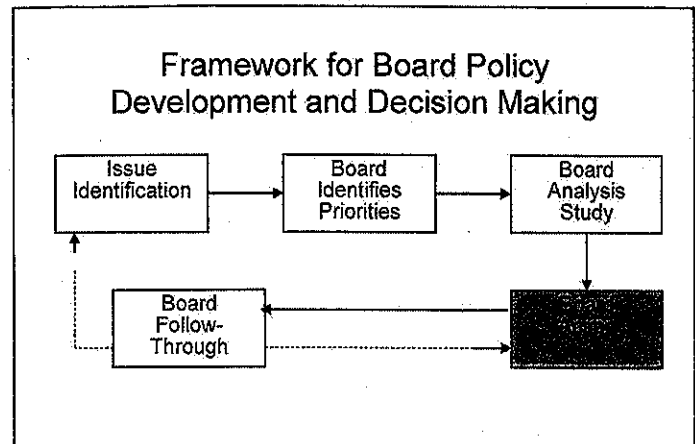 Framework for Board Policy
Development and Decision Making
Issue
Identification
Board
Identifies
Priorities
Board
Analysis
Study
Board
Follow-
Through